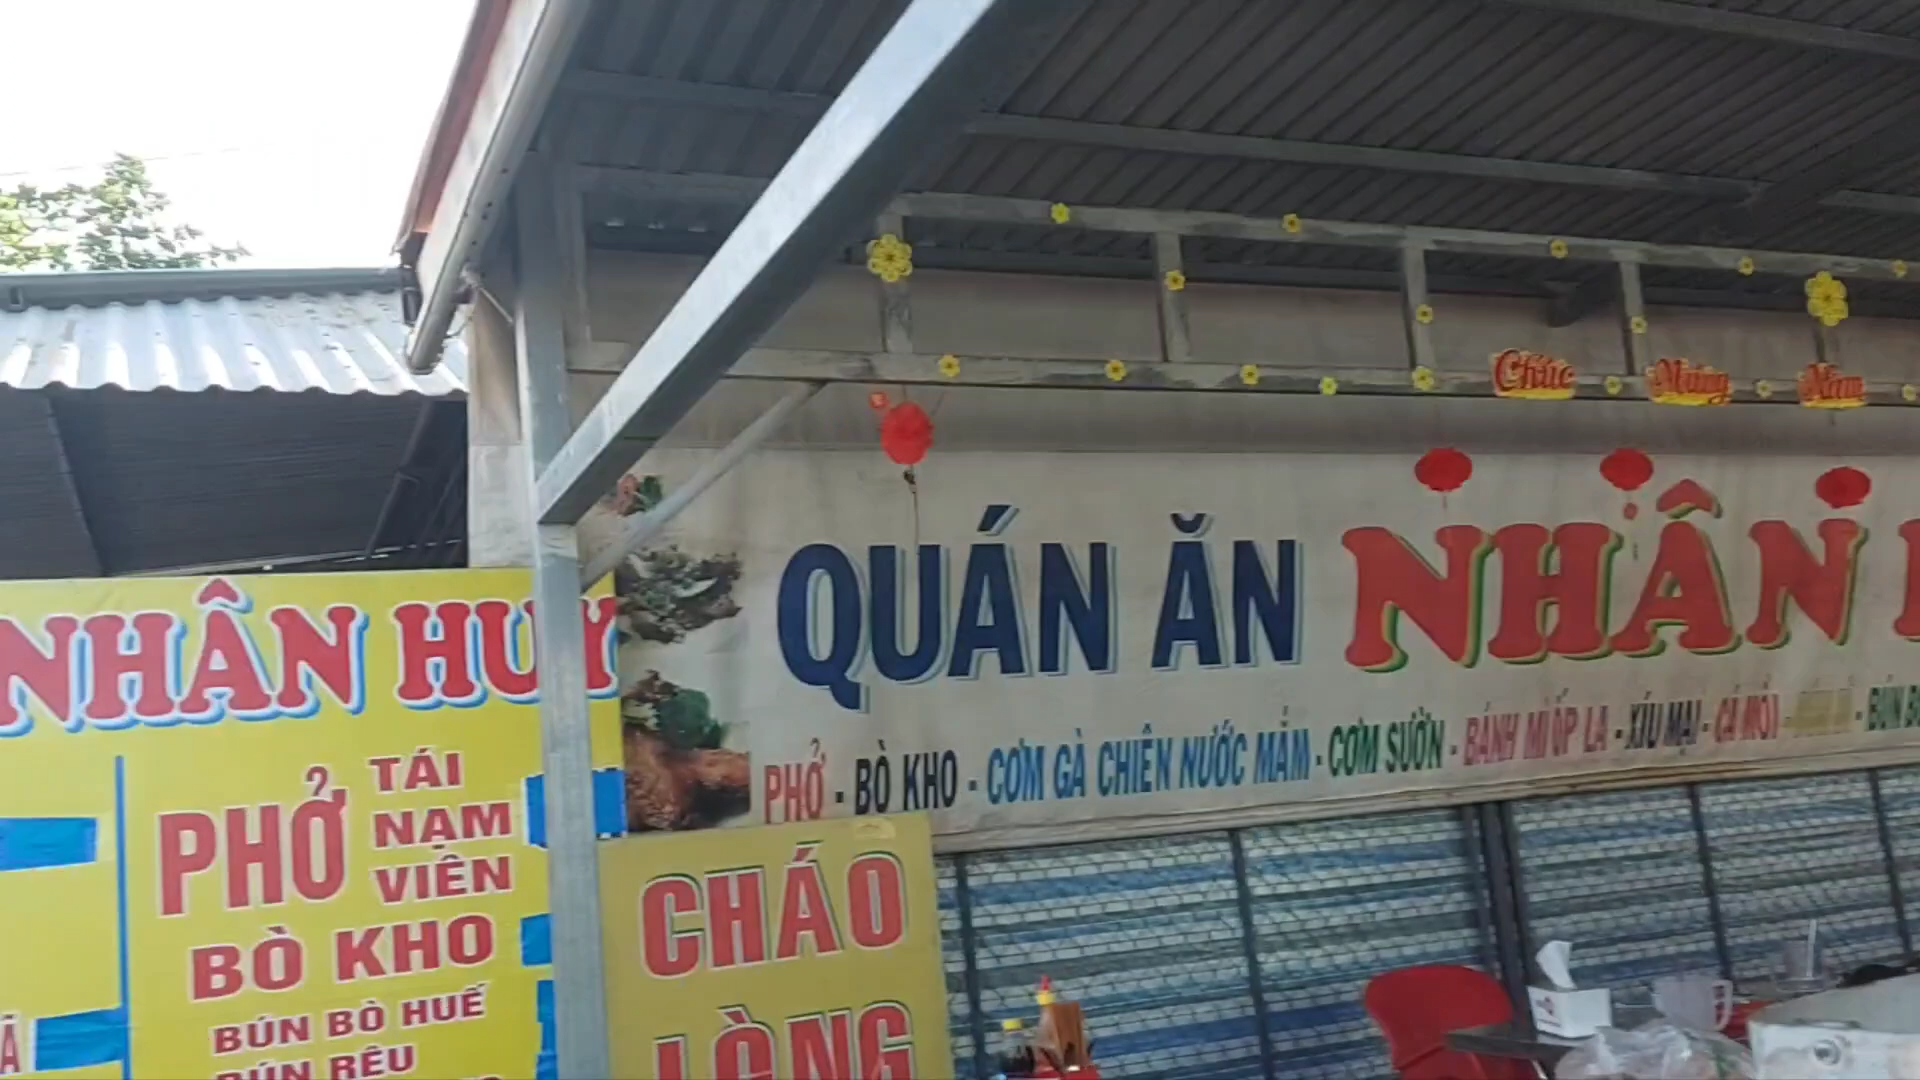 Chúc Mừng Năm
QUÁN ĂN NHÂN
PHỞ - BÒ KHO - CƠM GÀ CHIÊN NƯỚC MẮM - CƠM SƯỜN - BÁNH MÌ ỐP LA - XÍU MẠI - CÁ MÒI - BÚN
NHÂN HUY
PHỞ TÁI
NẠM
VIÊN
BÒ KHO
BÚN BÒ HUẾ
BÚN RÊU
CHÁO
LÒNG